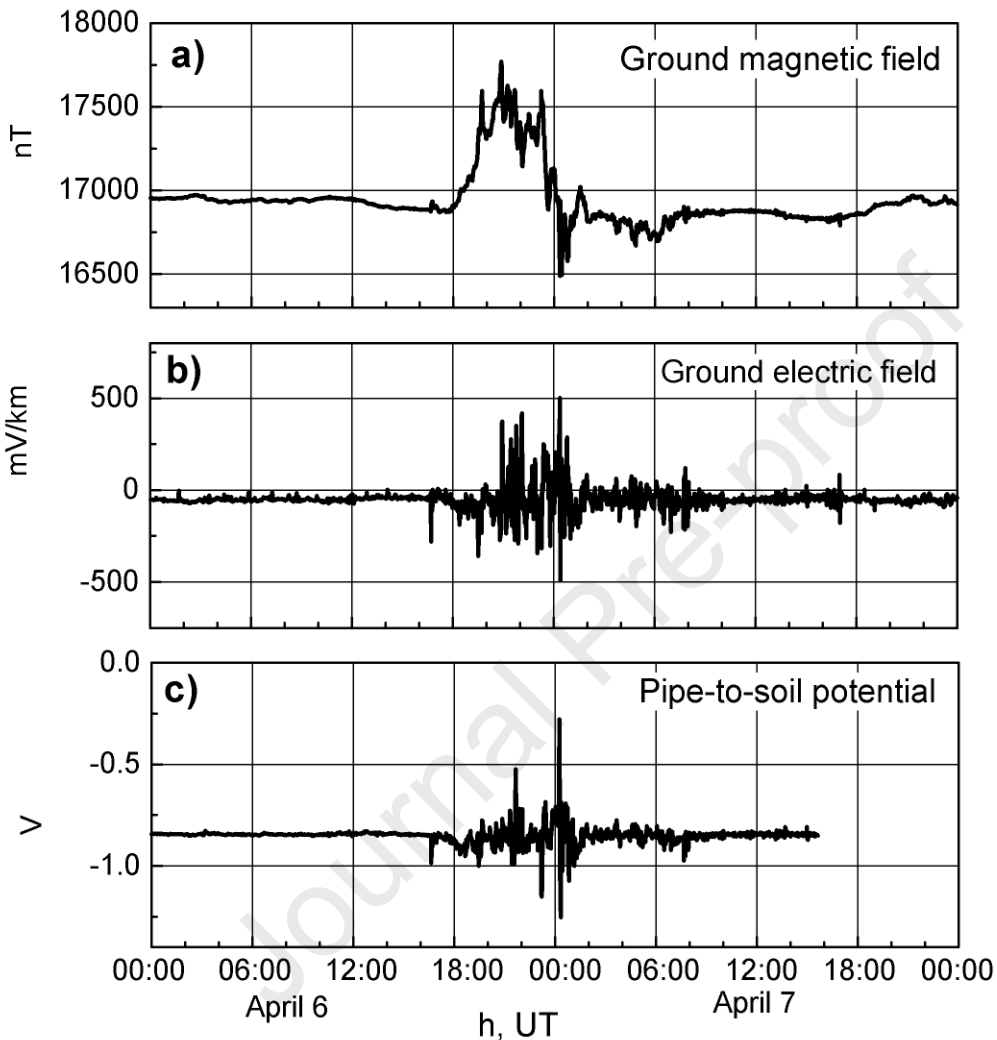 a)
Ground magnetic field
18000
17500
17000
16500
nT
b)
Ground electric field
500
0
-500
mV/km
c)
Pipe-to-soil potential
0.0
-0.5
-1.0
V
00:00 06:00 12:00 18:00 00:00 06:00 12:00 18:00 00:00
April 6 April 7
h, UT
Journal Pre-proof